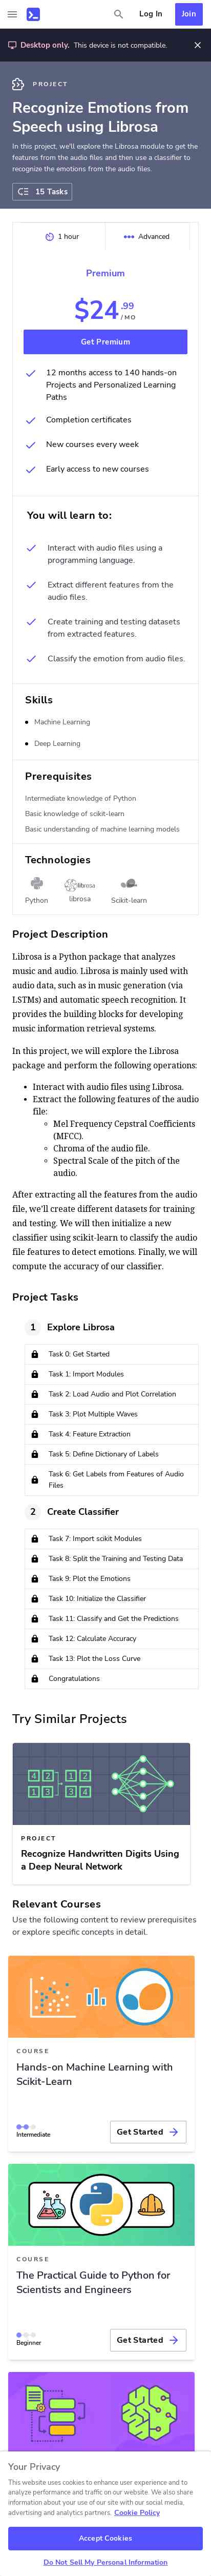 Log In
Join
Desktop only. This device is not compatible.
PROJECT
Recognize Emotions from
Speech using Librosa
In this project, we'll explore the Librosa module to get the
features from the audio files and then use a classifier to
recognize the emotions from audio files.
15 Tasks
1 hour
Advanced
Premium
$24.99
/ MO
Get Premium
12 months access to 140 hands-on
Projects and Personalized Learning
Paths
Completion certificates
New courses every week
Early access to new courses
You will learn to:
Interact with audio files using a
programming language.
Extract different features from the
audio files.
Create training and testing datasets
from extracted features.
Classify the emotion from audio files.
Skills
Machine Learning
Deep Learning
Prerequisites
Intermediate knowledge of Python
Basic knowledge of scikit-learn
Basic understanding of machine learning models
Technologies
Python
librosa
librosa
Scikit-learn
Project Description
Librosa is a Python package that analyzes
music and audio. Librosa is mainly used with
audio data, such as in music generation (via
LSTMs) and automatic speech recognition. It
provides the building blocks for developing
music information retrieval systems.
In this project, we will explore the Librosa
package and perform the following operations:
Interact with audio files using Librosa.
Extract the following features of the audio
file:
Mel Frequency Cepstral Coefficients
(MFCC).
Chroma of the audio file.
Spectral Scale of the pitch of the
audio.
After extracting all the features from the audio
file, we'll create different datasets for training
and testing. We will then initialize a new
classifier using scikit-learn to classify the audio
file features to detect emotions. Finally, we will
compute the accuracy of our classifier.
Project Tasks
1 Explore Librosa
Task 0: Get Started
Task 1: Import Modules
Task 2: Load Audio and Plot Correlation
Task 3: Plot Multiple Waves
Task 4: Feature Extraction
Task 5: Define Dictionary of Labels
Task 6: Get Labels from Features of Audio
Files
2 Create Classifier
Task 7: Import scikit Modules
Task 8: Split the Training and Testing Data
Task 9: Plot the Emotions
Task 10: Initialize the Classifier
Task 11: Classify and Get the Predictions
Task 12: Calculate Accuracy
Task 13: Plot the Loss Curve
Congratulations
Try Similar Projects
4 2 1 2
1 3 3 4
PROJECT
Recognize Handwritten Digits Using
a Deep Neural Network
Relevant Courses
Use the following content to review prerequisites
or explore specific concepts in detail.
COURSE
Hands-on Machine Learning with
Scikit-Learn
Intermediate
Get Started
COURSE
The Practical Guide to Python for
Scientists and Engineers
Beginner
Get Started
Your Privacy
This website uses cookies to enhance user experience and to
analyze performance and traffic on our website. We also share
information about your use of our site with our social media,
advertising and analytics partners. Cookie Policy
Accept Cookies
Do Not Sell My Personal Information